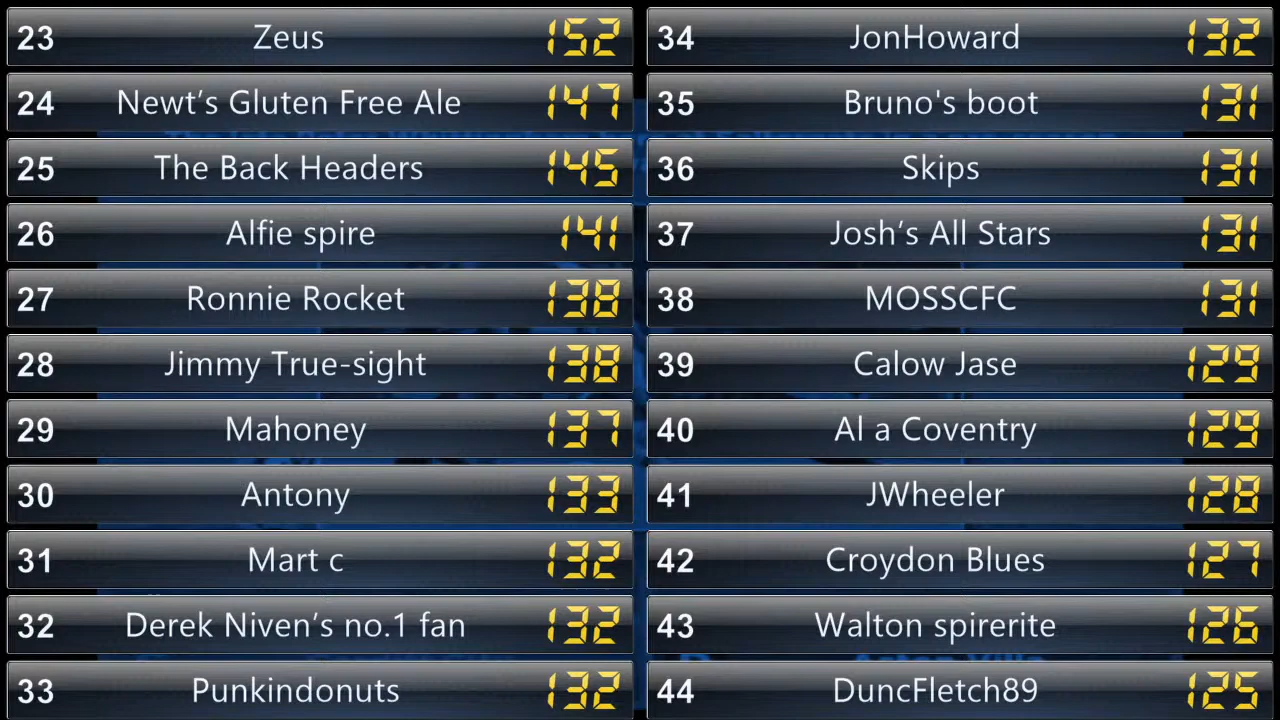 23 Zeus 152
24 Newt’s Gluten Free Ale 147
25 The Back Headers 145
26 Alfie spire 141
27 Ronnie Rocket 138
28 Jimmy True-sight 138
29 Mahoney 137
30 Antony 133
31 Mart c 132
32 Derek Niven’s no.1 fan 132
33 Punkindonuts 132
34 JonHoward 132
35 Bruno's boot 131
36 Skips 131
37 Josh’s All Stars 131
38 MOSSCFC 131
39 Calow Jase 129
40 Al a Coventry 129
41 JWheeler 128
42 Croydon Blues 127
43 Walton spirerite 126
44 DuncFletch89 125